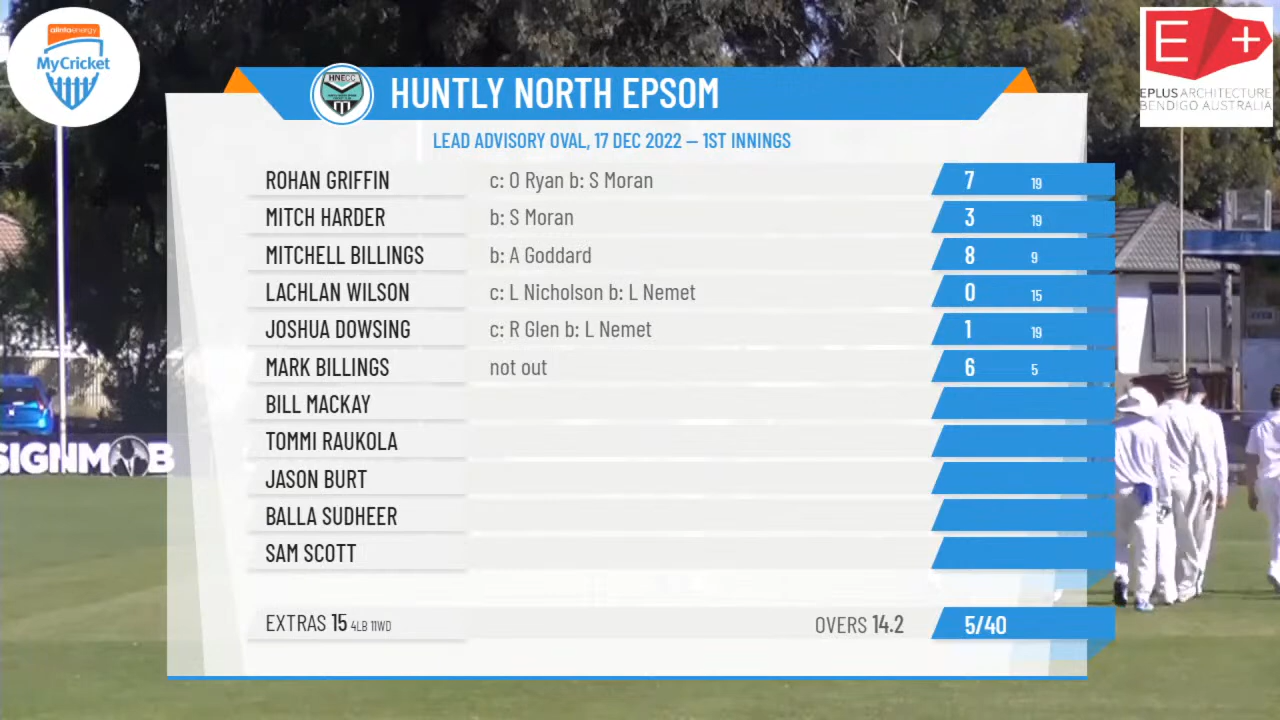 alintaenergy
MyCricket
HNECC
HUNTLY NORTH EPSOM
E+
EPLUS ARCHITECTURE
BENDIGO AUSTRALIA
LEAD ADVISORY OVAL, 17 DEC 2022 – 1ST INNINGS
ROHAN GRIFFIN c: O Ryan b: S Moran 7 19
MITCH HARDER b: S Moran 3 19
MITCHELL BILLINGS b: A Goddard 8 9
LACHLAN WILSON c: L Nicholson b: L Nemet 0 15
JOSHUA DOWSING c: R Glen b: L Nemet 1 19
MARK BILLINGS not out 6 5
BILL MACKAY
TOMMI RAUKOLA
JASON BURT
BALLA SUDHEER
SAM SCOTT
EXTRAS 15 4LB 11WD OVERS 14.2 5/40
SIGNMOB